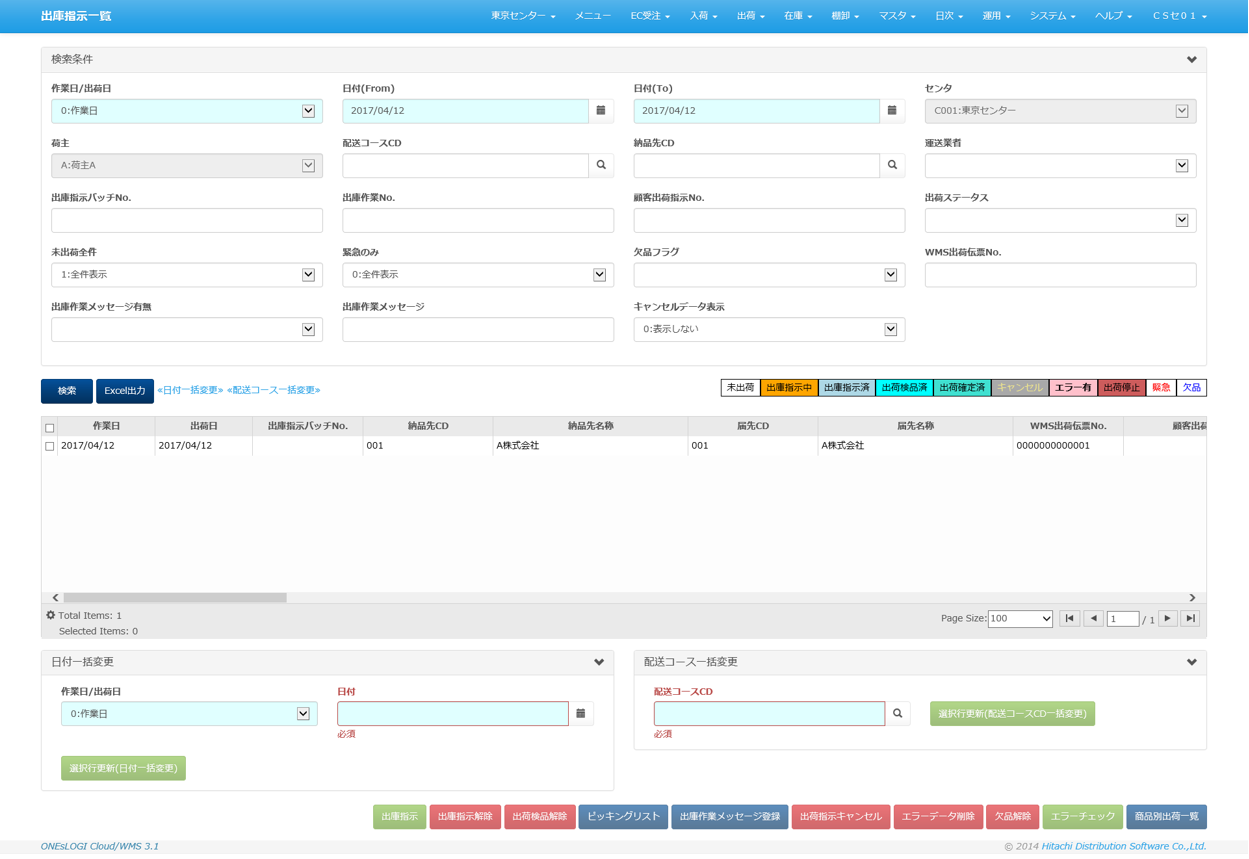 出庫指示一覧 東京センター メニュー EC受注 入荷 出荷 在庫 棚卸 マスタ 日次 運用 システム ヘルプ CSセ01
検索条件
作業日/出荷日 日付(From) 日付(To) センタ
0:作業日 2017/04/12 2017/04/12 C001:東京センター
荷主 配送コースCD 納品先CD 運送業者
A:荷主A
出庫指示バッチNo. 出庫作業No. 顧客出荷指示No. 出荷ステータス
未出荷全件 緊急のみ 欠品フラグ WMS出荷伝票No.
1:全件表示 0:全件表示
出庫作業メッセージ有無 出庫作業メッセージ キャンセルデータ表示
0:表示しない
検索 Excel出力 «日付一括変更» «配送コース一括変更» 未出荷 出庫指示中 出庫指示済 出荷検品済 出荷確定済 キャンセル エラー有 出荷停止 緊急 欠品
作業日 出荷日 出庫指示バッチNo. 納品先CD 納品先名称 届先CD 届先名称 WMS出荷伝票No. 顧客出荷
2017/04/12 2017/04/12 001 A株式会社 001 A株式会社 0000000000001
Total Items: 1 Page Size: 100 1 / 1
Selected Items: 0
日付一括変更 配送コース一括変更
作業日/出荷日 日付 配送コースCD
0:作業日 選択行更新(配送コースCD一括変更)
必須 必須
選択行更新(日付一括変更)
出庫指示 出庫指示解除 出荷検品解除 ピッキングリスト 出庫作業メッセージ登録 出荷指示キャンセル エラーデータ削除 欠品解除 エラーチェック 商品別出荷一覧
ONEsLOGI Cloud/WMS 3.1 © 2014 Hitachi Distribution Software Co.,Ltd.